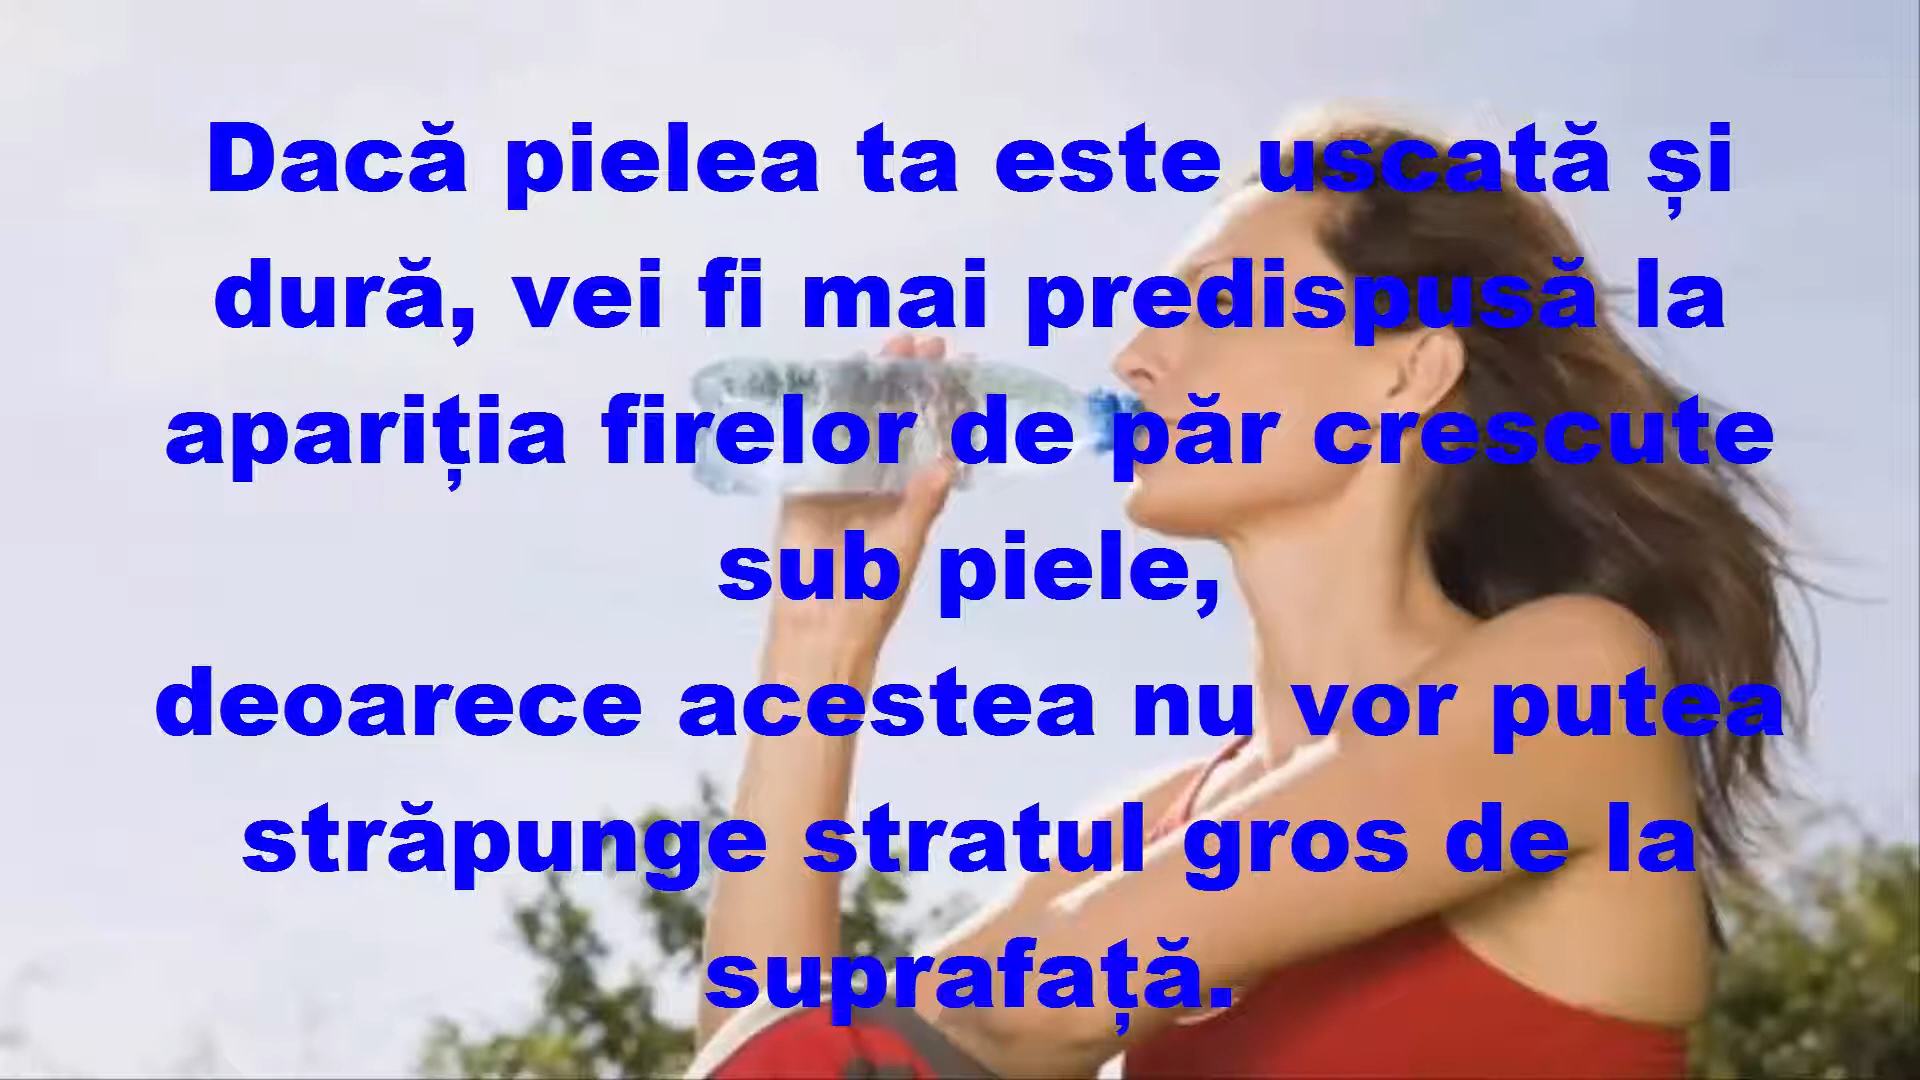 Dacă pielea ta este uscată și
dură, vei fi mai predispusă la
apariția firelor de păr crescute
sub piele,
deoarece acestea nu vor putea
străpunge stratul gros de la
suprafață.